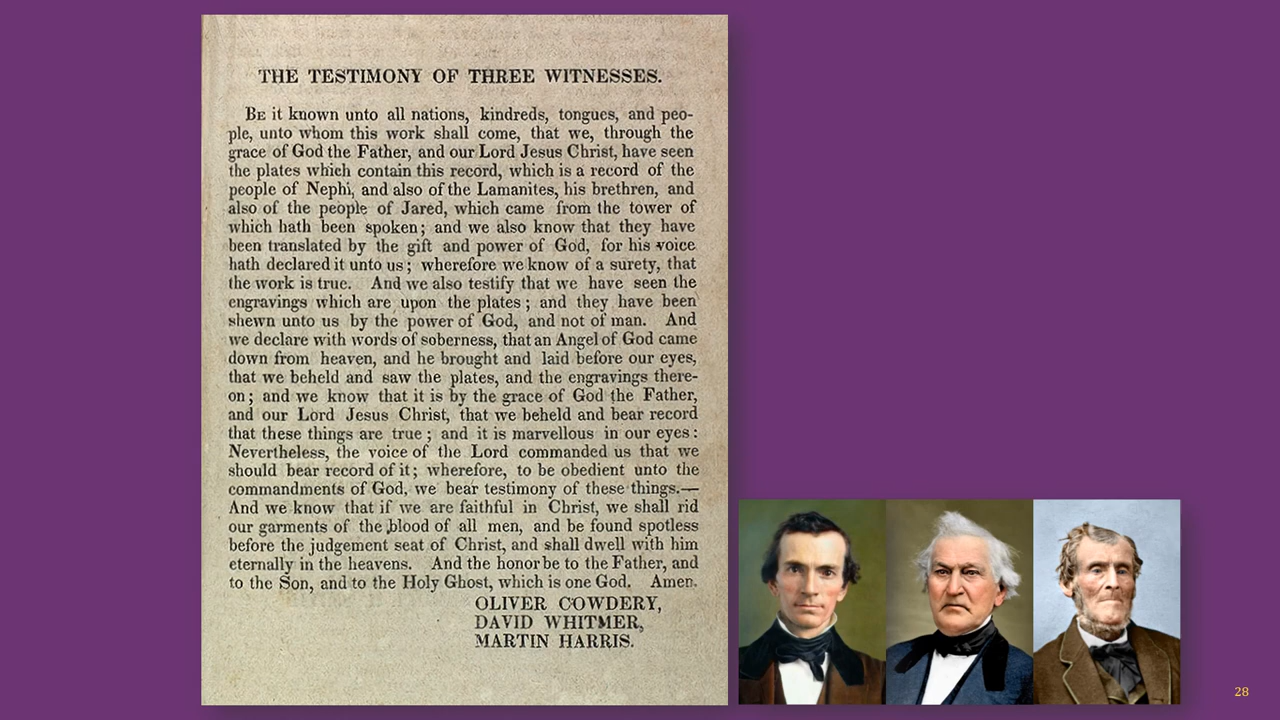 THE TESTIMONY OF THREE WITNESSES.
BE it known unto all nations, kindreds, tongues, and peo-
ple, unto whom this work shall come, that we, through the
grace of God the Father, and our Lord Jesus Christ, have seen
the plates which contain this record, which is a record of the
people of Nephi, and also of the Lamanites, his brethren, and
also of the people of Jared, which came from the tower of
which hath been spoken; and we also know that they have
been translated by the gift and power of God, for his voice
hath declared it unto us; wherefore we know of a surety, that
the work is true. And we also testify that we have seen the
engravings which are upon the plates; and they have been
shewn unto us by the power of God, and not of man. And
we declare with words of soberness, that an Angel of God came
down from heaven, and he brought and laid before our eyes,
that we beheld and saw the plates, and the engravings there-
on; and we know that it is by the grace of God the Father,
and our Lord Jesus Christ, that we beheld and bear record
that these things are true; and it is marvellous in our eyes:
Nevertheless, the voice of the Lord commanded us that we
should bear record of it; wherefore, to be obedient unto the
commandments of God, we bear testimony of these things.—
And we know that if we are faithful in Christ, we shall rid
our garments of the blood of all men, and be found spotless
before the judgement seat of Christ, and shall dwell with him
eternally in the heavens. And the honor be to the Father, and
to the Son, and to the Holy Ghost, which is one God. Amen.
OLIVER COWDERY,
DAVID WHITMER,
MARTIN HARRIS.
28